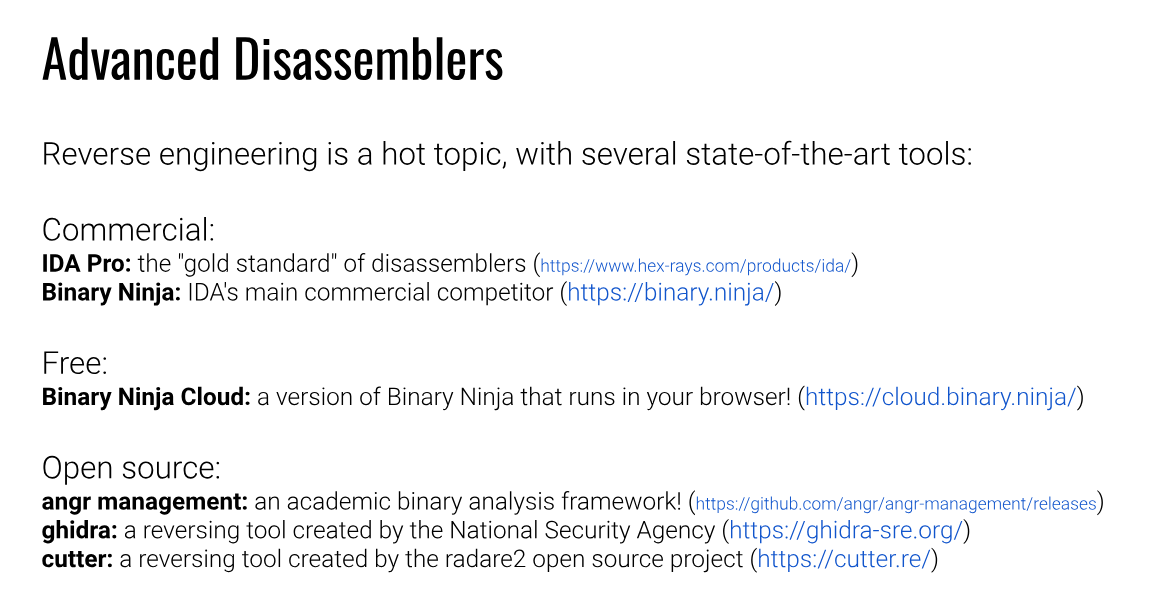 Advanced Disassemblers
Reverse engineering is a hot topic, with several state-of-the-art tools:
Commercial:
IDA Pro: the "gold standard" of disassemblers (https://www.hex-rays.com/products/ida/)
Binary Ninja: IDA's main commercial competitor (https://binary.ninja/)
Free:
Binary Ninja Cloud: a version of Binary Ninja that runs in your browser! (https://cloud.binary.ninja/)
Open source:
angr management: an academic binary analysis framework! (https://github.com/angr/angr-management/releases)
ghidra: a reversing tool created by the National Security Agency (https://ghidra-sre.org/)
cutter: a reversing tool created by the radare2 open source project (https://cutter.re/)